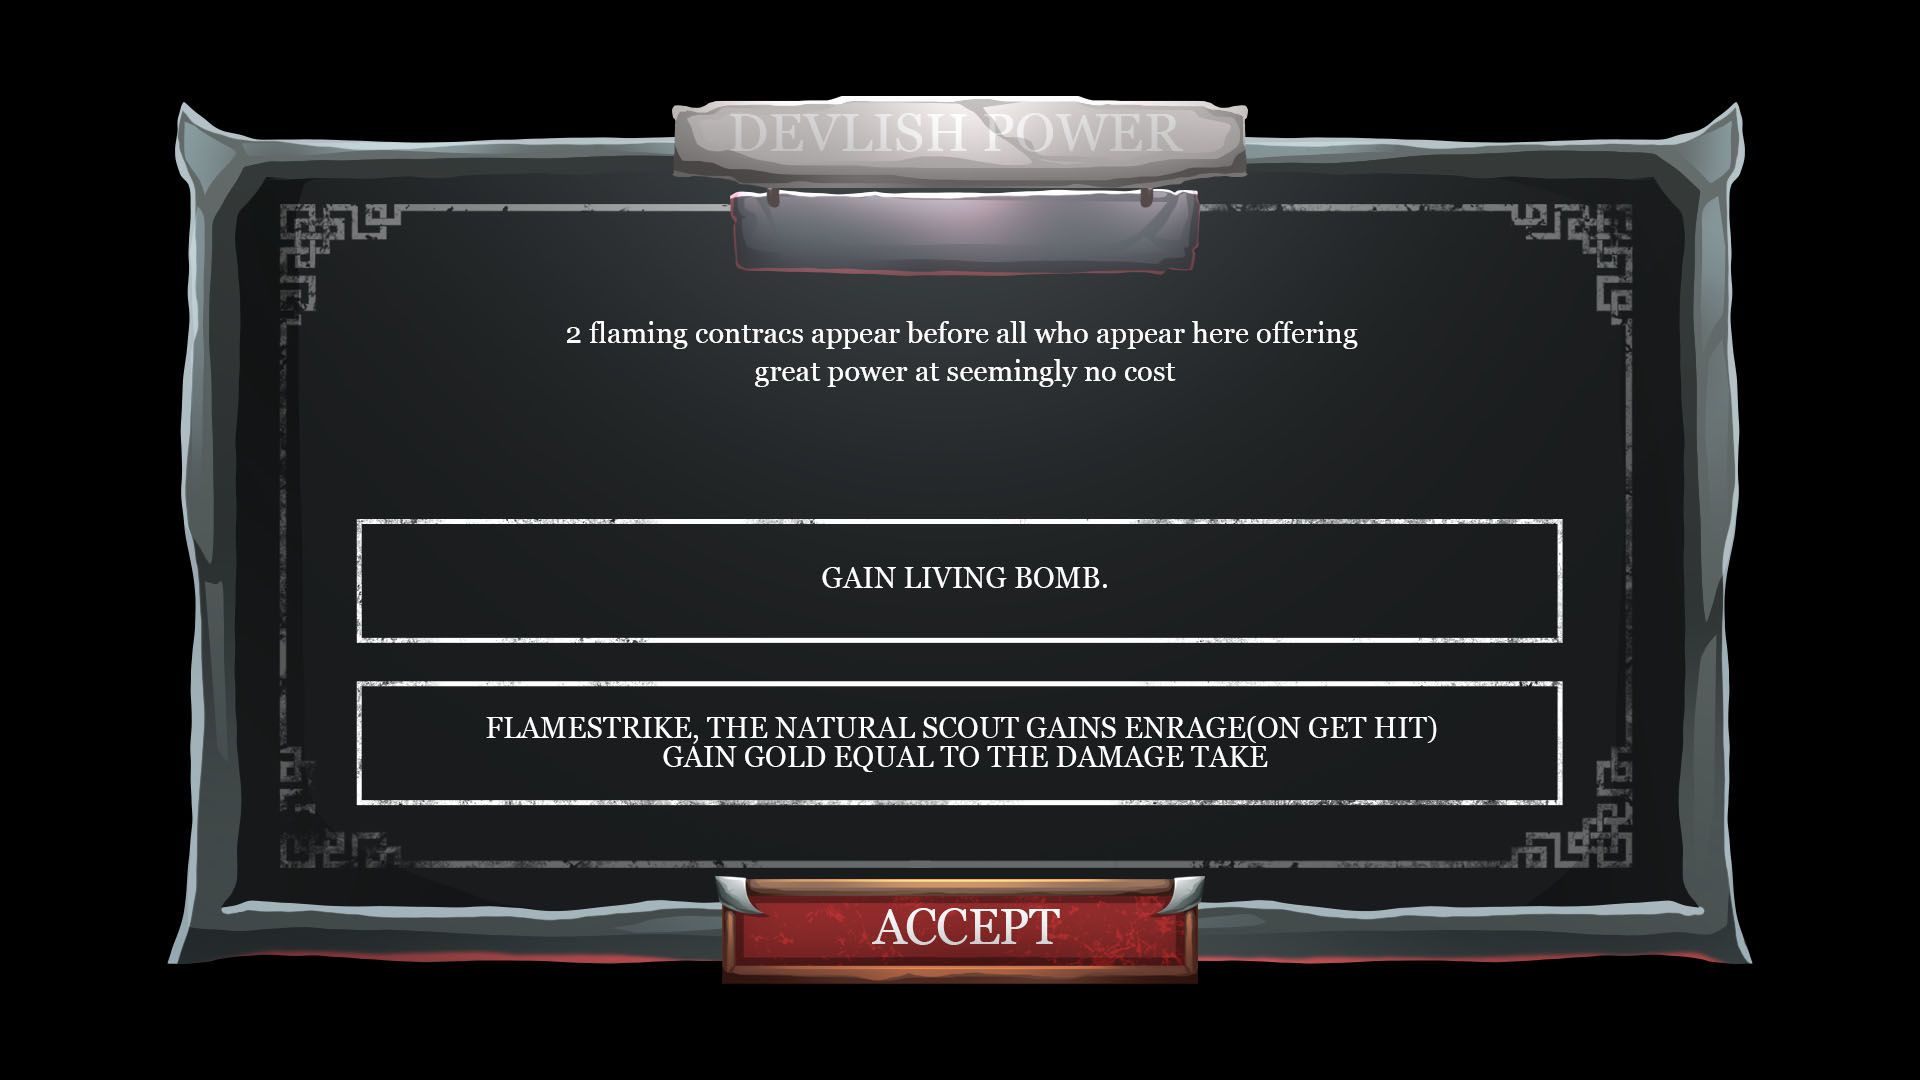 DEVLISH POWER
2 flaming contracs appear before all who appear here offering
great power at seemingly no cost
GAIN LIVING BOMB.
FLAMESTRIKE, THE NATURAL SCOUT GAINS ENRAGE(ON GET HIT)
GAIN GOLD EQUAL TO THE DAMAGE TAKE
ACCEPT